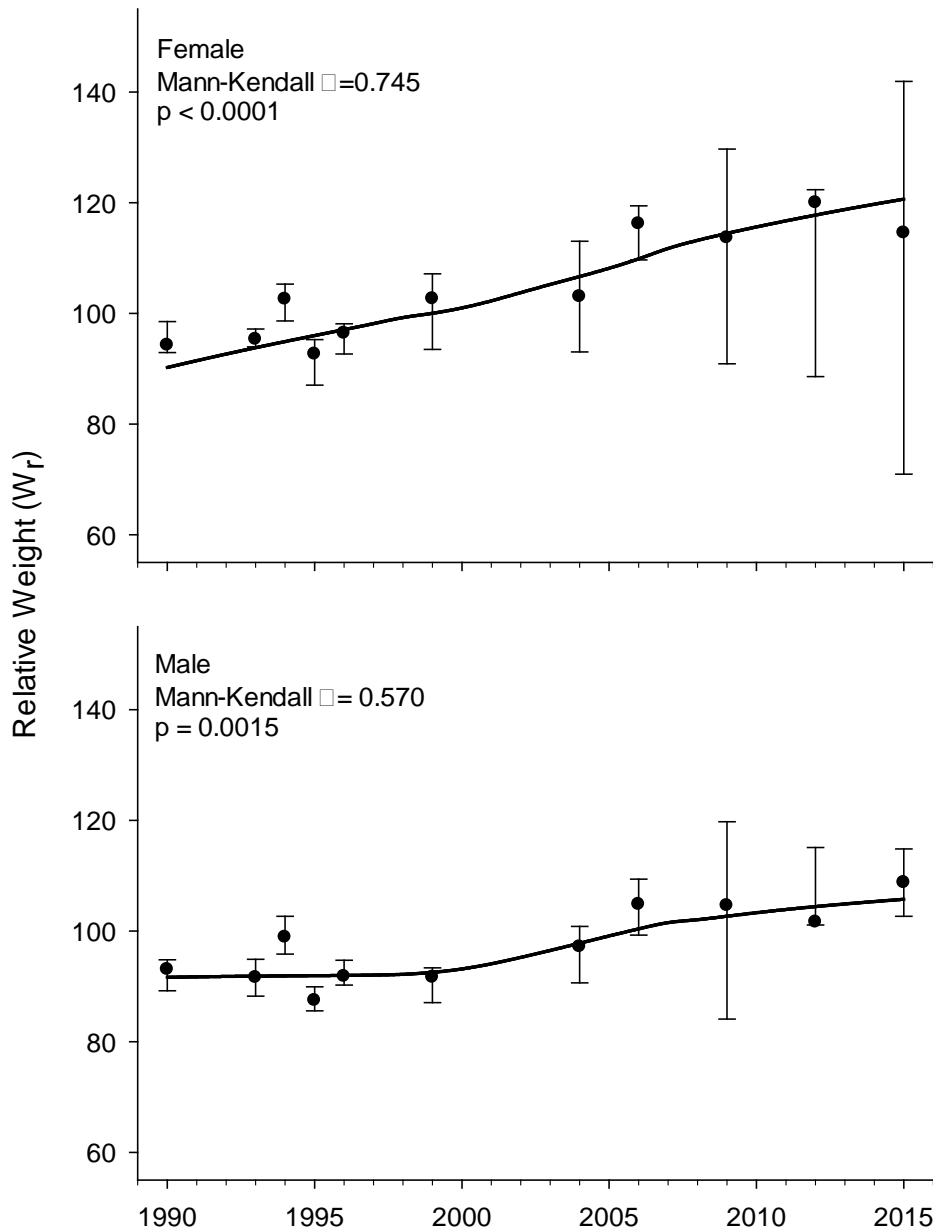 Female
Mann-Kendall □=0.745
p < 0.0001
140
120
100
80
60
Relative Weight (Wr)
Male
Mann-Kendall □= 0.570
p = 0.0015
140
120
100
80
60
1990 1995 2000 2005 2010 2015